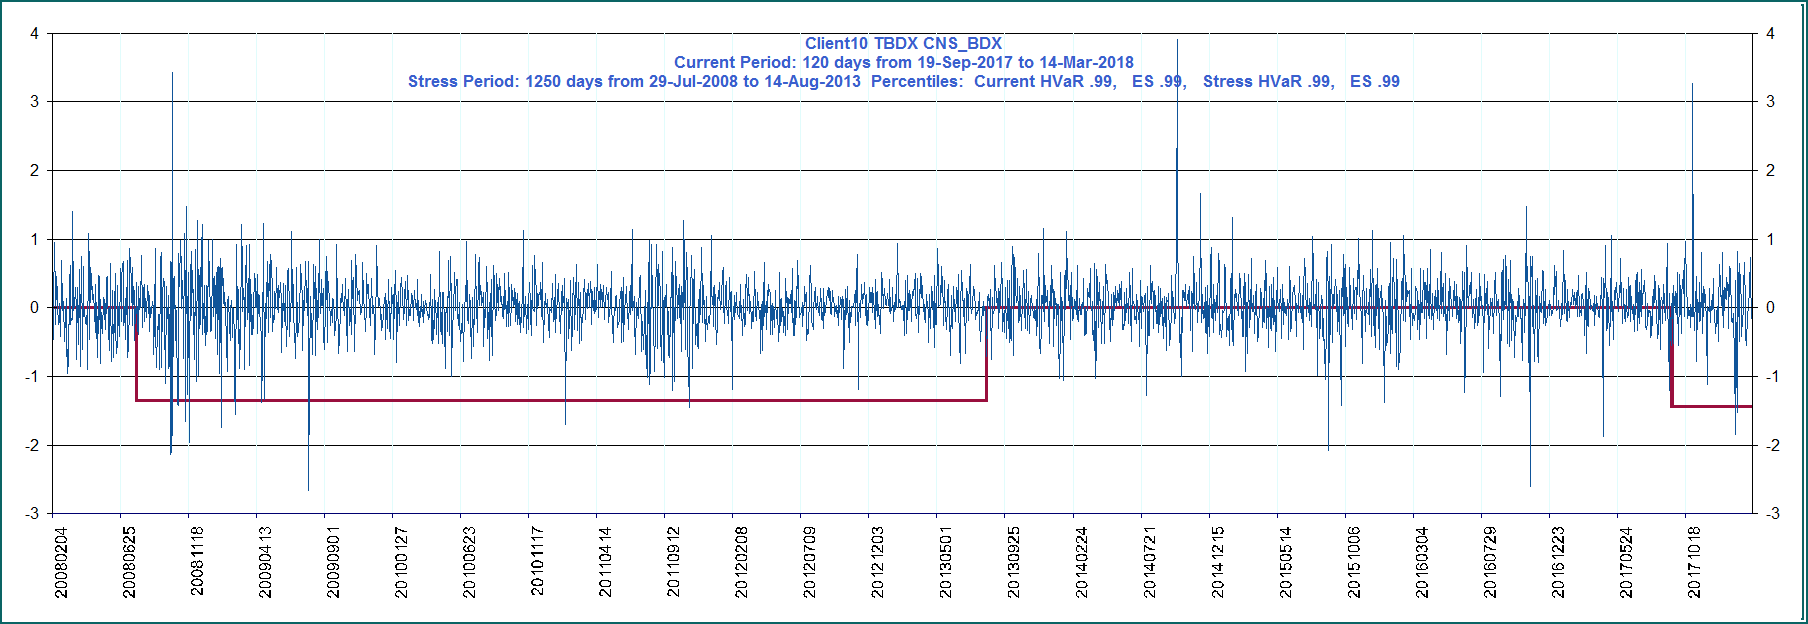 Client10 TBDX CNS_BDX
Current Period: 120 days from 19-Sep-2017 to 14-Mar-2018
Stress Period: 1250 days from 29-Jul-2008 to 14-Aug-2013  Percentiles:  Current HVaR .99,   ES .99,   Stress HVaR .99,   ES .99
4 4
3 3
2 2
1 1
0 0
-1 -1
-2 -2
-3 -3
20080204 20080625 20081118 20090413 20090901 20100127 20100623 20101117 20110414 20110912 20120208 20120709 20121203 20130501 20130925 20140224 20140721 20141215 20150514 20151006 20160304 20160729 20161223 20170524 20171018